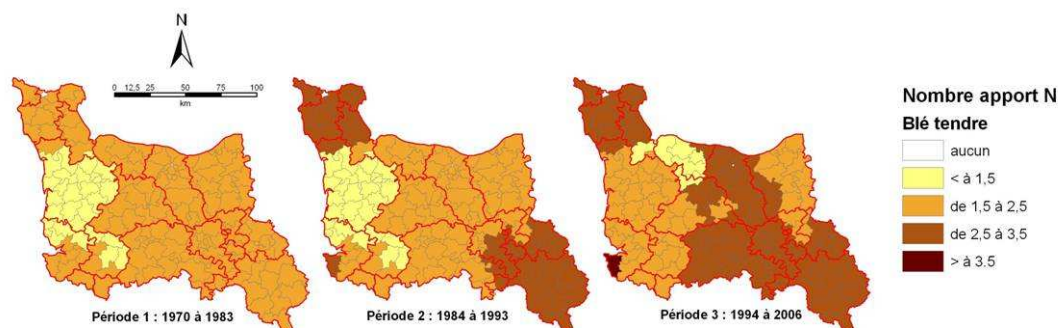 N
0 12,5 25 50 75 100
km
Nombre apport N
Blé tendre
aucun
< à 1,5
de 1,5 à 2,5
de 2,5 à 3,5
> à 3.5
Période 1 : 1970 à 1983
Période 2 : 1984 à 1993
Période 3 : 1994 à 2006